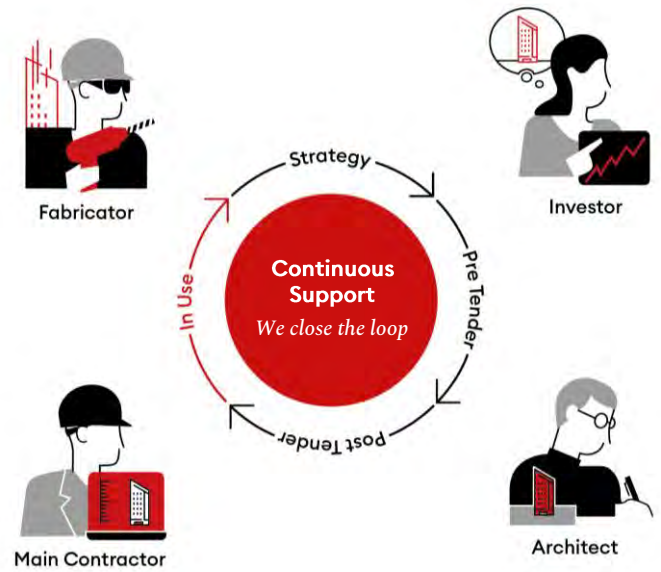 Strategy
Fabricator
Investor
Continuous
Support
We close the loop
In Use
Pre Tender
Post Tender
Main Contractor
Architect